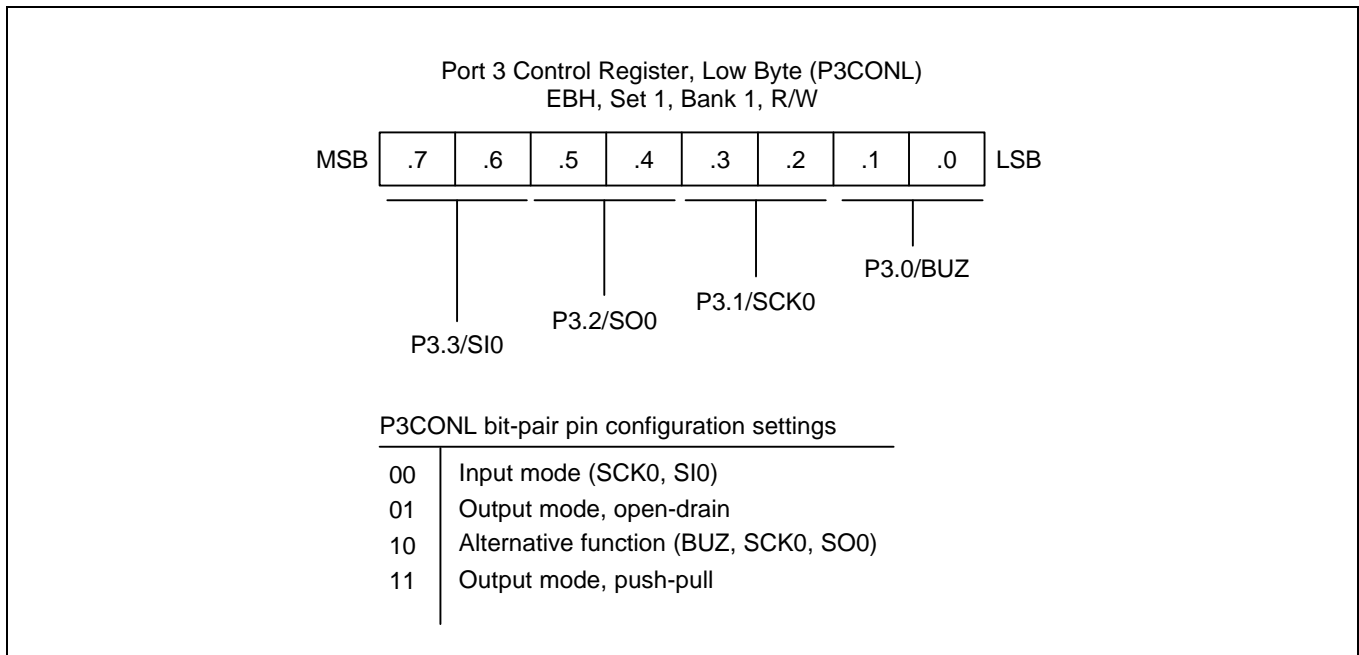 Port 3 Control Register, Low Byte (P3CONL)
EBH, Set 1, Bank 1, R/W
MSB .7 .6 .5 .4 .3 .2 .1 .0 LSB
P3.0/BUZ
P3.1/SCK0
P3.2/SO0
P3.3/SI0
P3CONL bit-pair pin configuration settings
00 Input mode (SCK0, SI0)
01 Output mode, open-drain
10 Alternative function (BUZ, SCK0, SO0)
11 Output mode, push-pull